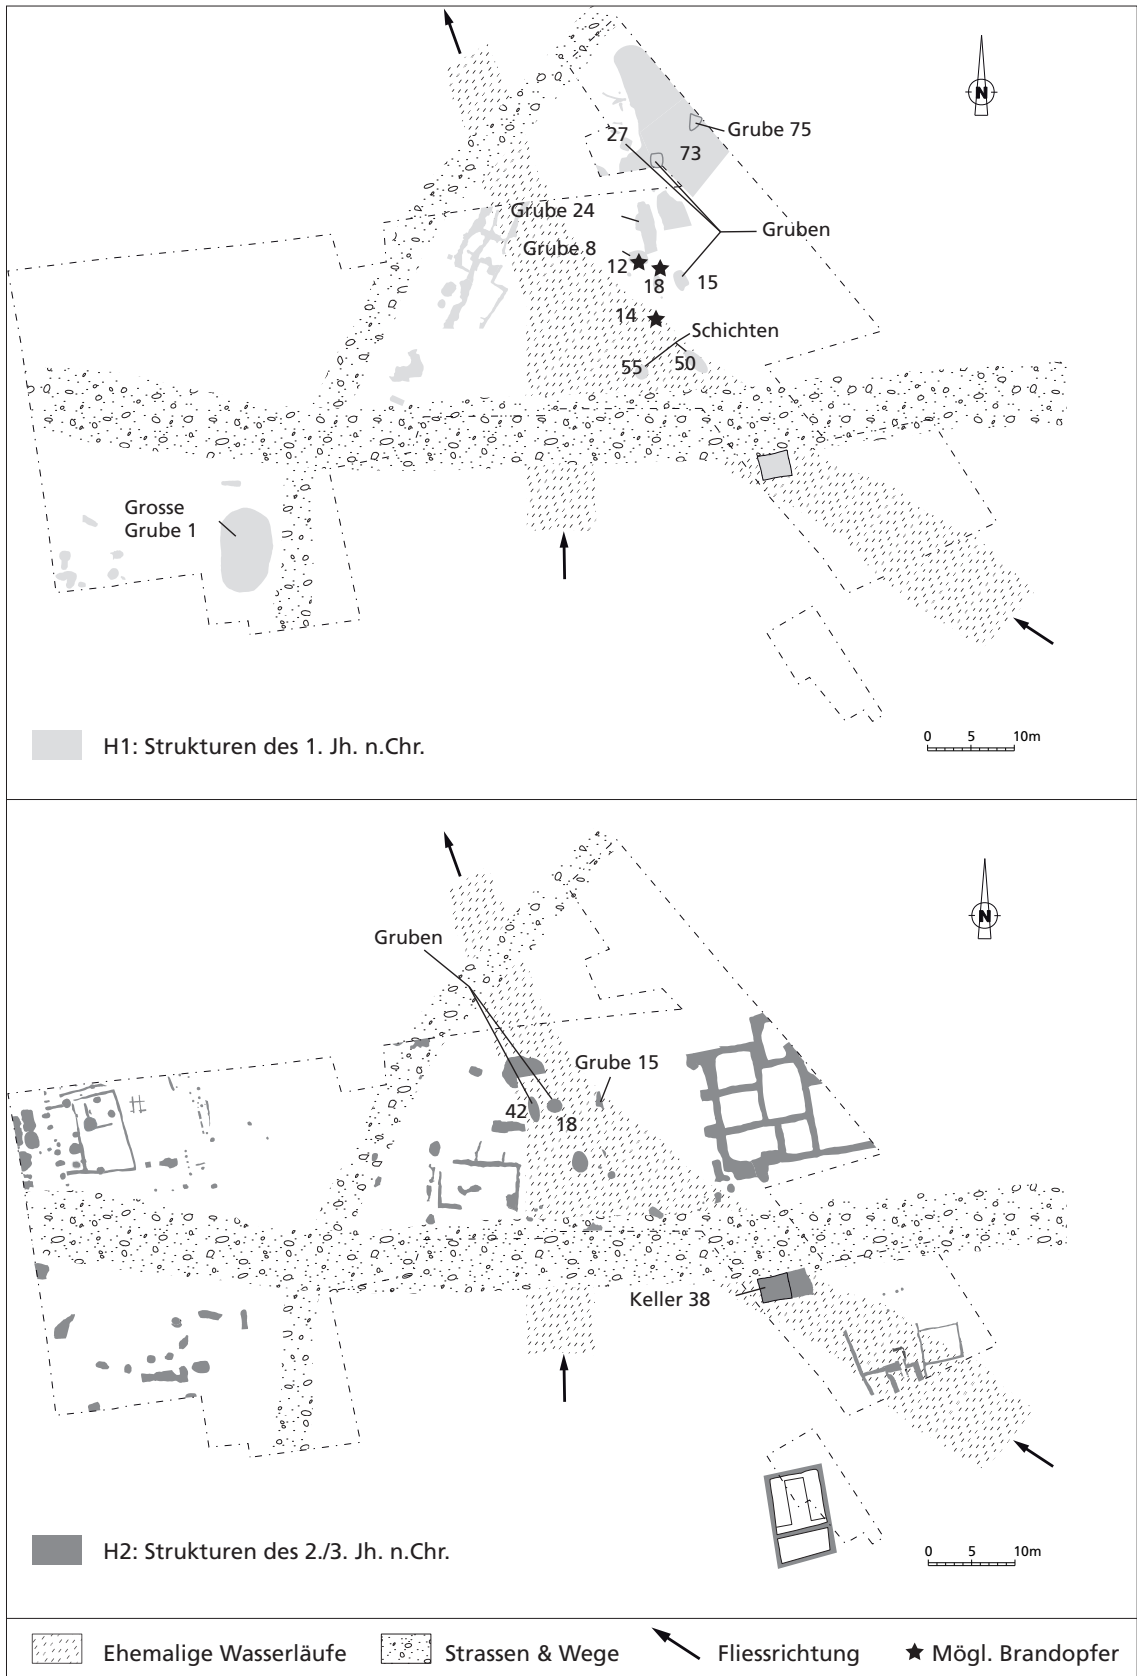 N
27
Grube 75
73
Grube 24
Gruben
Grube 8
12
18
15
14
Schichten
55
50
Grosse
Grube 1
H1: Strukturen des 1. Jh. n.Chr.
0 5 10m
N
Gruben
Grube 15
42
18
Keller 38
H2: Strukturen des 2./3. Jh. n.Chr.
0 5 10m
Ehemalige Wasserläufe
Strassen & Wege
Fliessrichtung
Mögl. Brandopfer